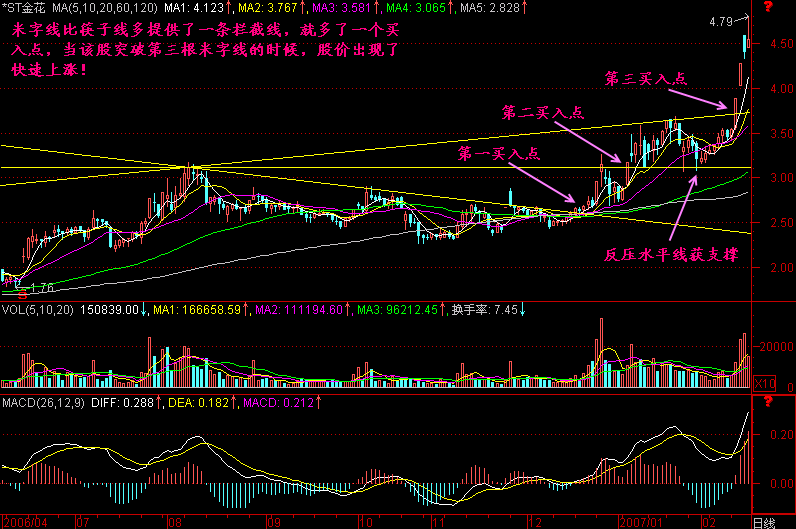 *ST金花 MA(5,10,20,60,120) MA1: 4.123↑, MA2: 3.767↑, MA3: 3.581↑, MA4: 3.065↑, MA5: 2.828↑
米字线比筷子线多提供了一条拦截线，就多了一个买
入点，当该股突破第三根米字线的时候，股价出现了
快速上涨！
4.79
4.50
4.00
第三买入点
第二买入点
3.50
第一买入点
3.00
2.50
反压水平线获支撑
2.00
1.76
VOL(5,10,20) 150839.00↓, MA1: 166658.59↑, MA2: 111194.60↑, MA3: 96212.45↑, 换手率: 7.45↓
20000
X10
0
MACD(26,12,9) DIFF: 0.288↑, DEA: 0.182↑, MACD: 0.212↑
0.20
0.00
2006/04 07 08 09 10 11 12 2007/01 02 日线